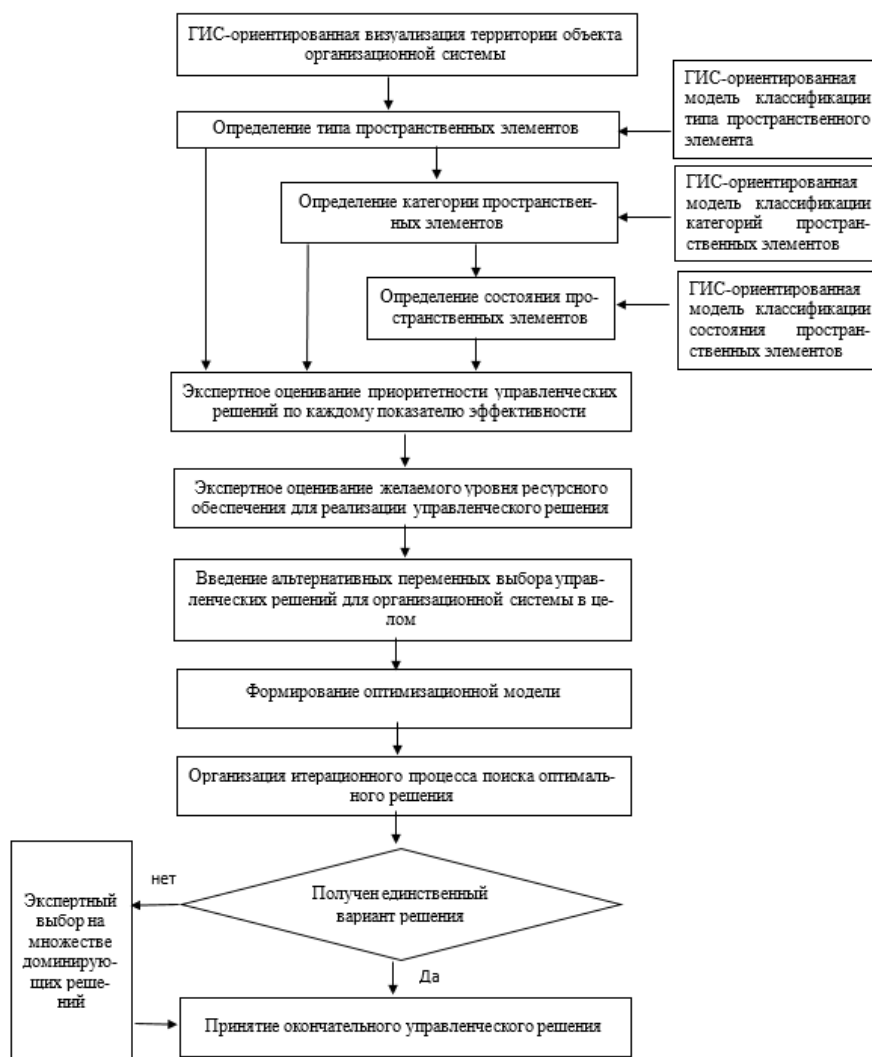 ГИС-ориентированная визуализация территории объекта
организационной системы
ГИС-ориентированная
модель классификации
типа пространственного
элемента
Определение типа пространственных элементов
ГИС-ориентированная
модель классификации
категорий простран-
ственных элементов
Определение категории пространствен-
ных элементов
ГИС-ориентированная
модель классификации
состояния простран-
ственных элементов
Определение состояния про-
странственных элементов
Экспертное оценивание приоритетности управленческих
решений по каждому показателю эффективности
Экспертное оценивание желаемого уровня ресурсного
обеспечения для реализации управленческого решения
Введение альтернативных переменных выбора управ-
ленческих решений для организационной системы в це-
лом
Формирование оптимизационной модели
Организация итерационного процесса поиска оптималь-
ного решения
нет
Получен единственный
вариант решения
Экспертный
выбор на
множестве
доминирую-
щих реше-
ний
Да
Принятие окончательного управленческого решения